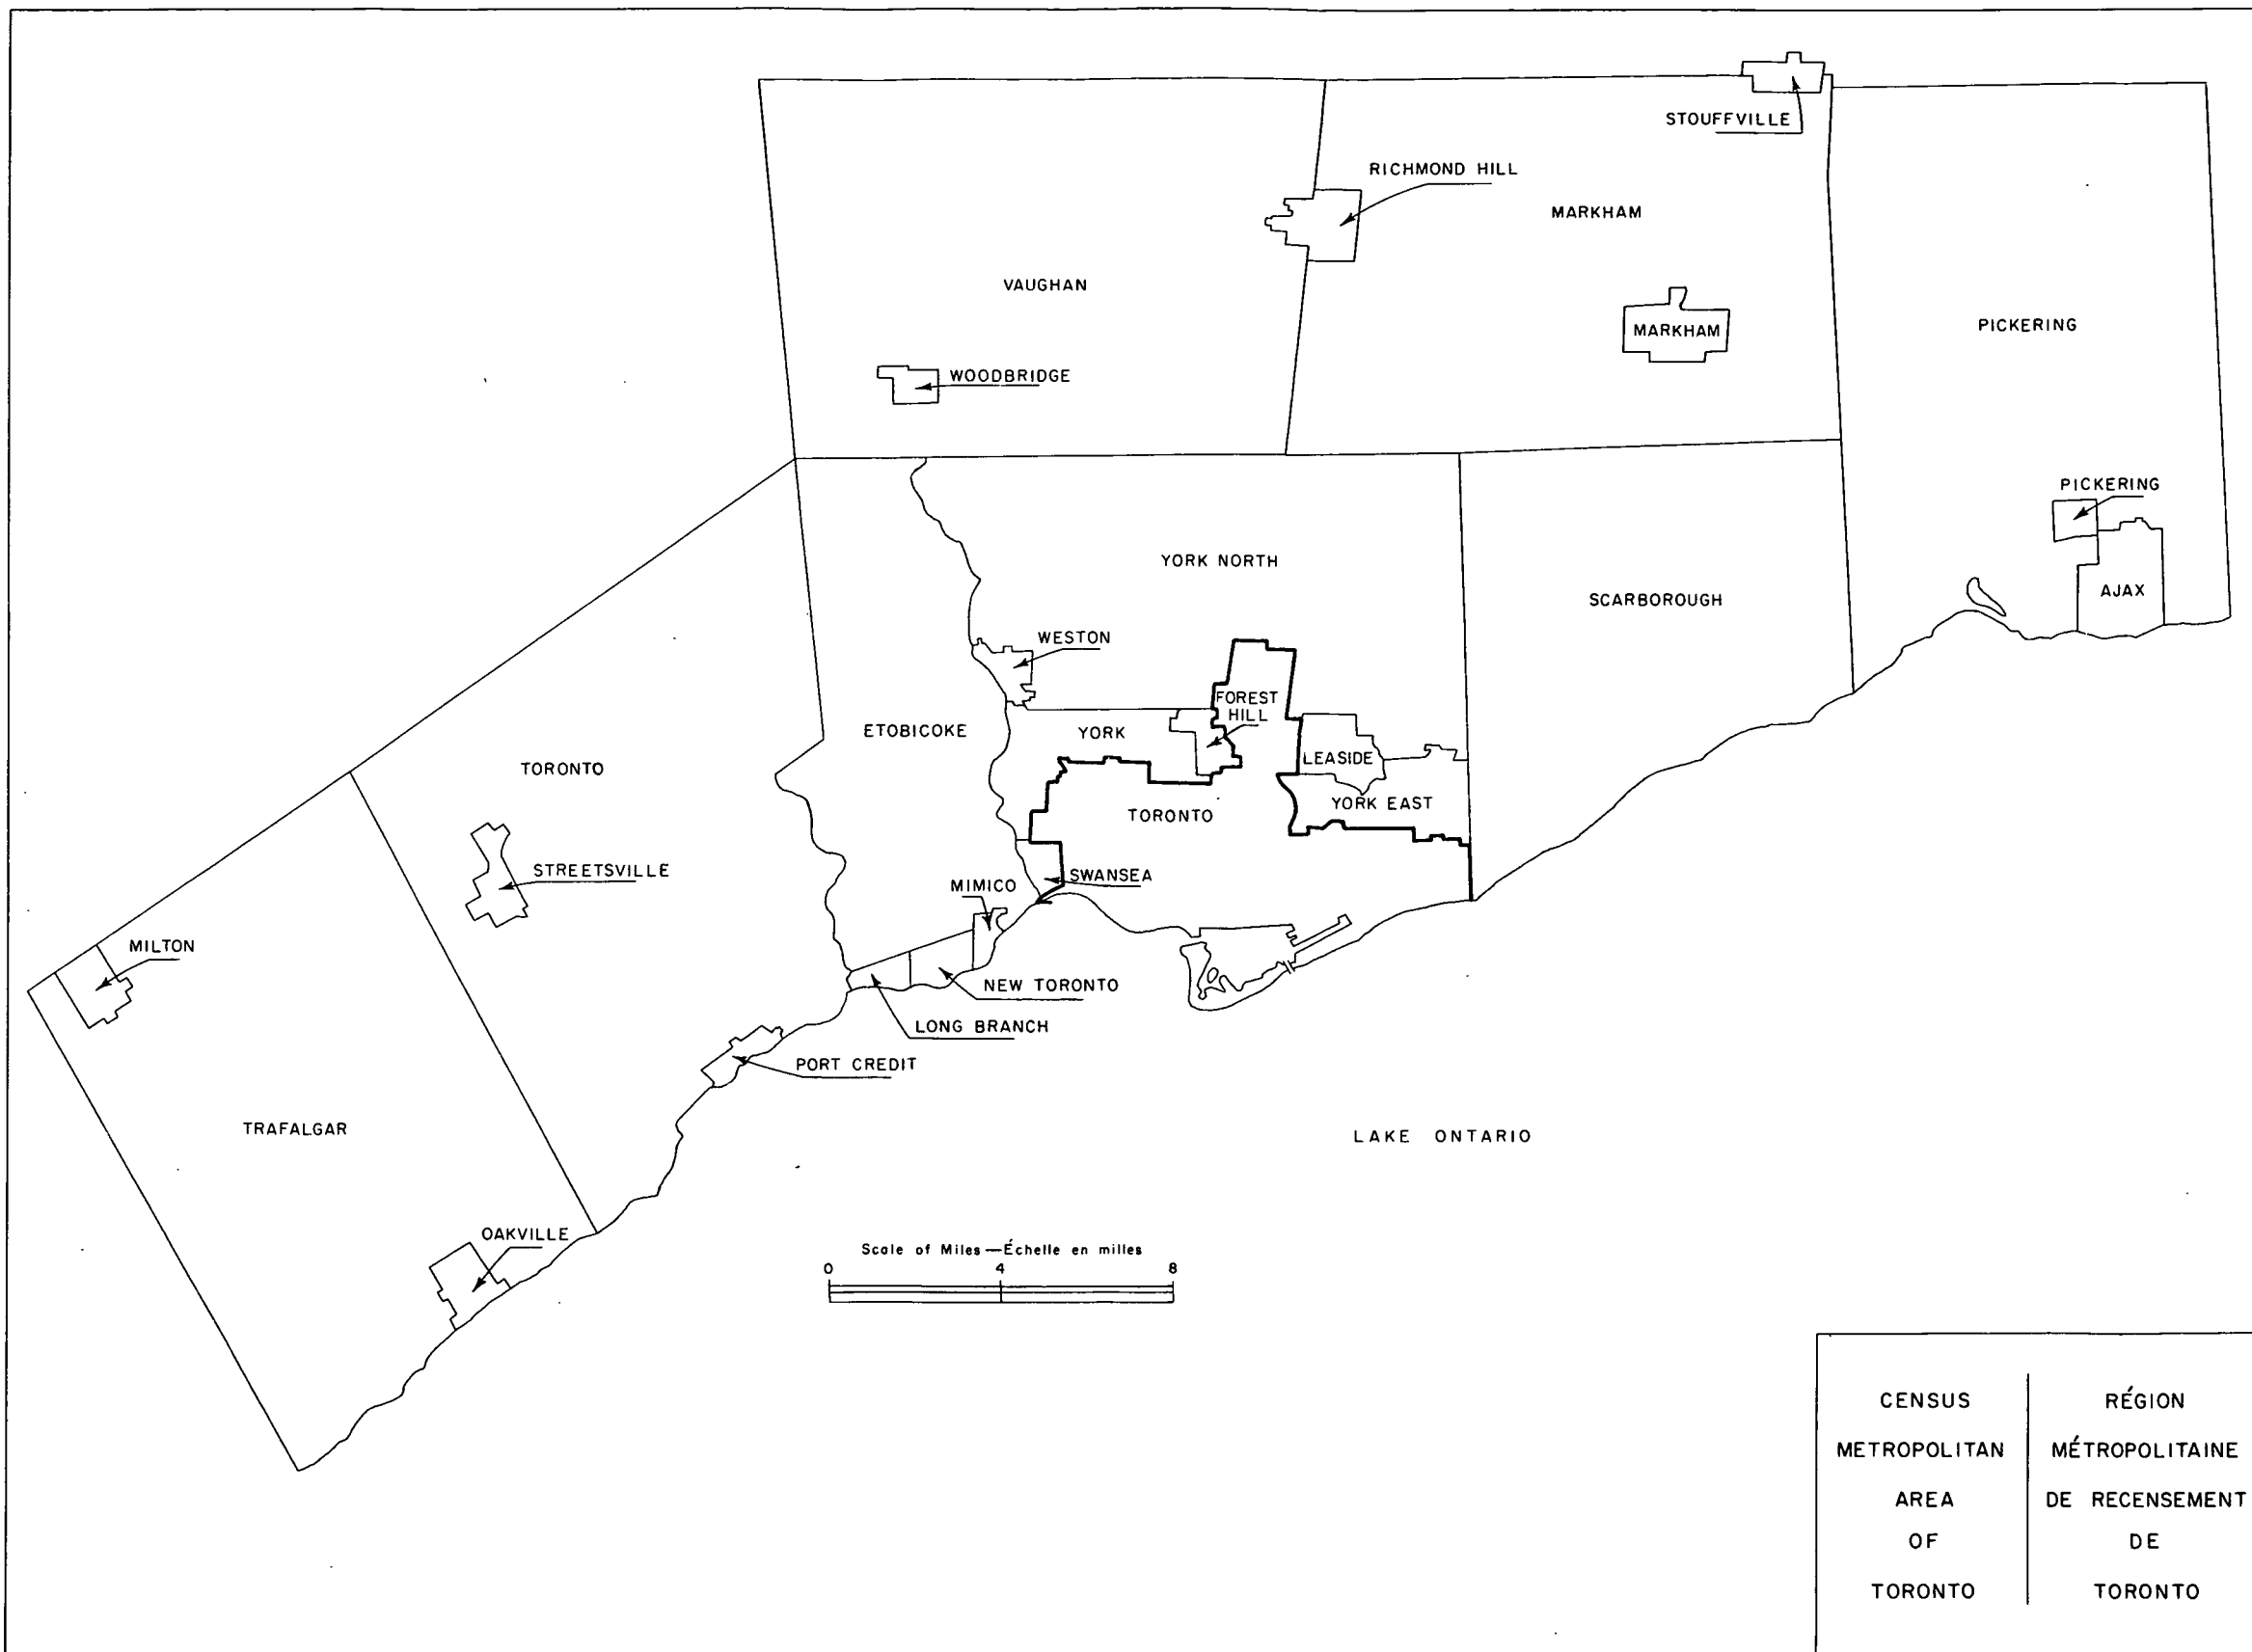 STOUFFVILLE
RICHMOND HILL
MARKHAM
VAUGHAN
MARKHAM
PICKERING
WOODBRIDGE
PICKERING
YORK NORTH
AJAX
SCARBOROUGH
WESTON
FOREST
HILL
ETOBICOKE
YORK
LEASIDE
TORONTO
YORK EAST
TORONTO
STREETSVILLE
SWANSEA
MIMICO
MILTON
NEW TORONTO
LONG BRANCH
PORT CREDIT
TRAFALGAR
LAKE ONTARIO
OAKVILLE
Scale of Miles—Échelle en milles
0 4 8
CENSUS
METROPOLITAN
AREA
OF
TORONTO
RÉGION
MÉTROPOLITAINE
DE RECENSEMENT
DE
TORONTO